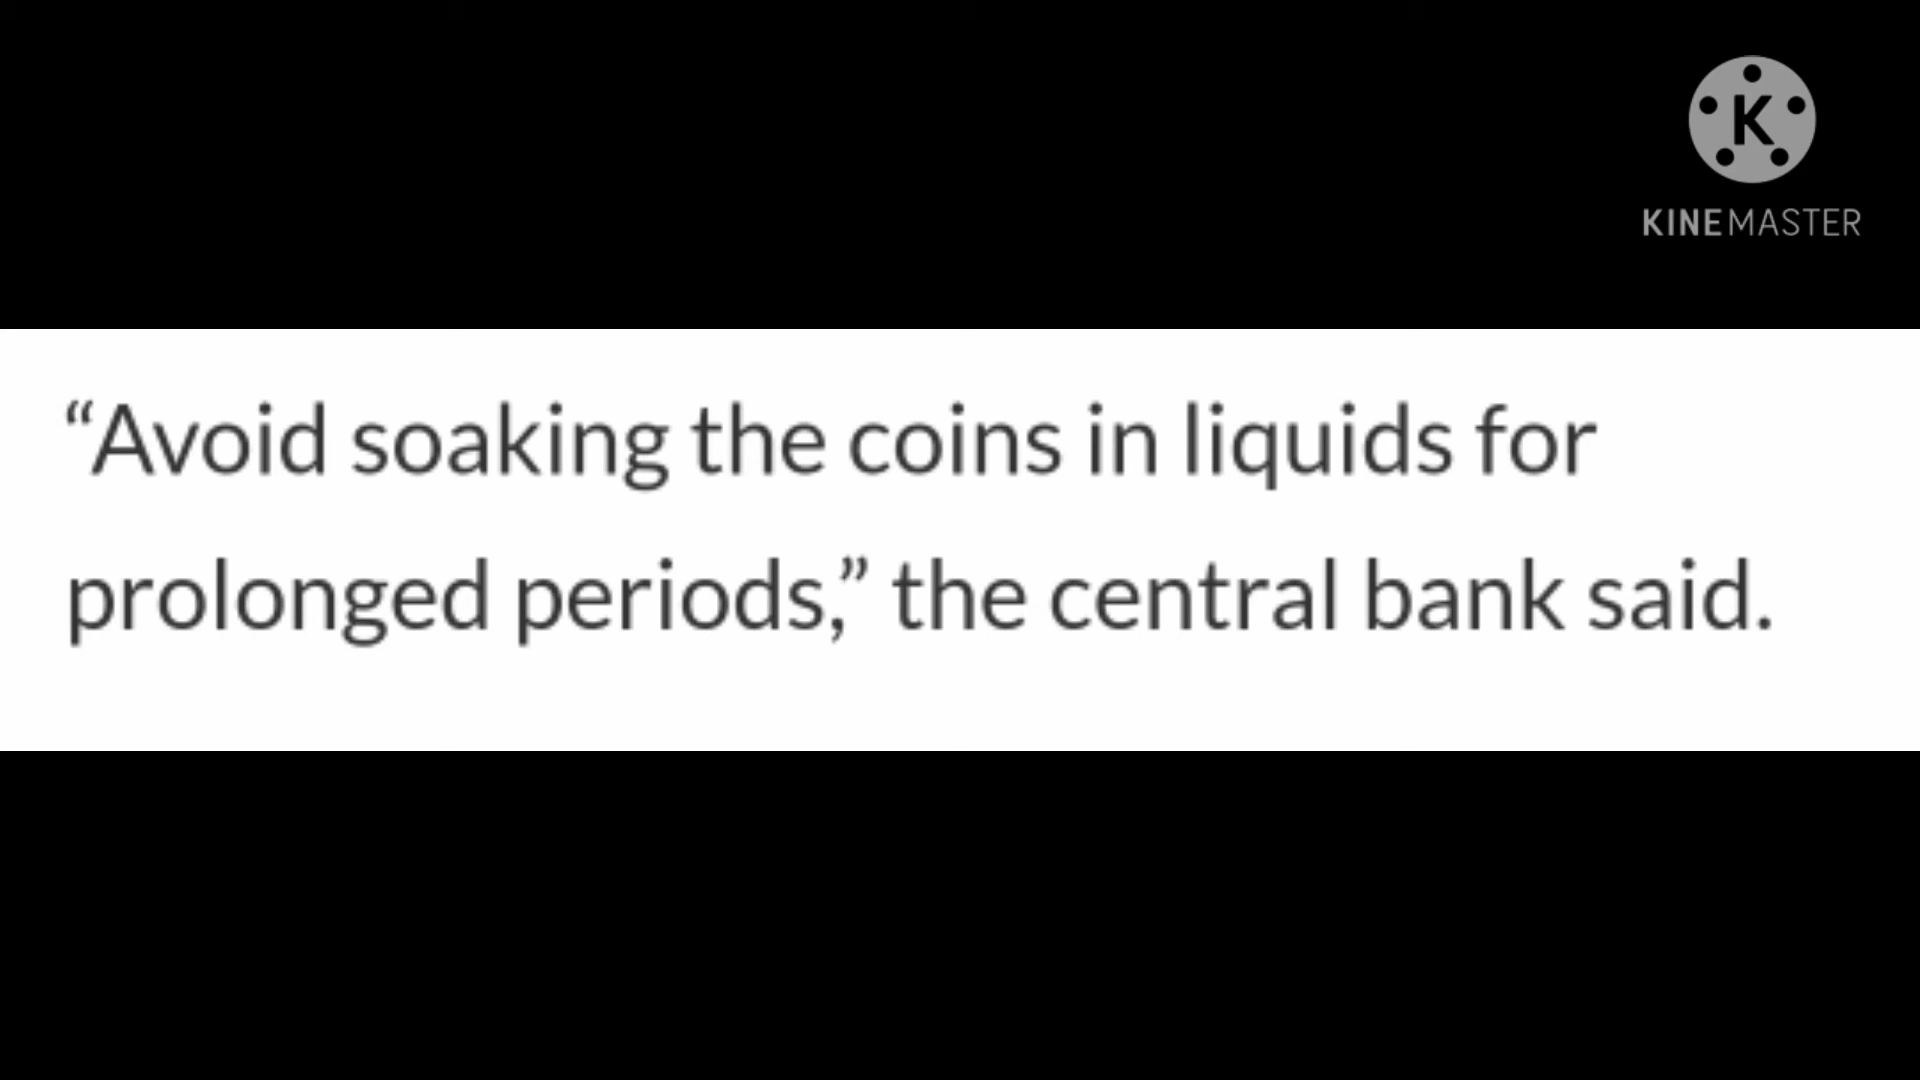 K
KINEMASTER
“Avoid soaking the coins in liquids for
prolonged periods,” the central bank said.